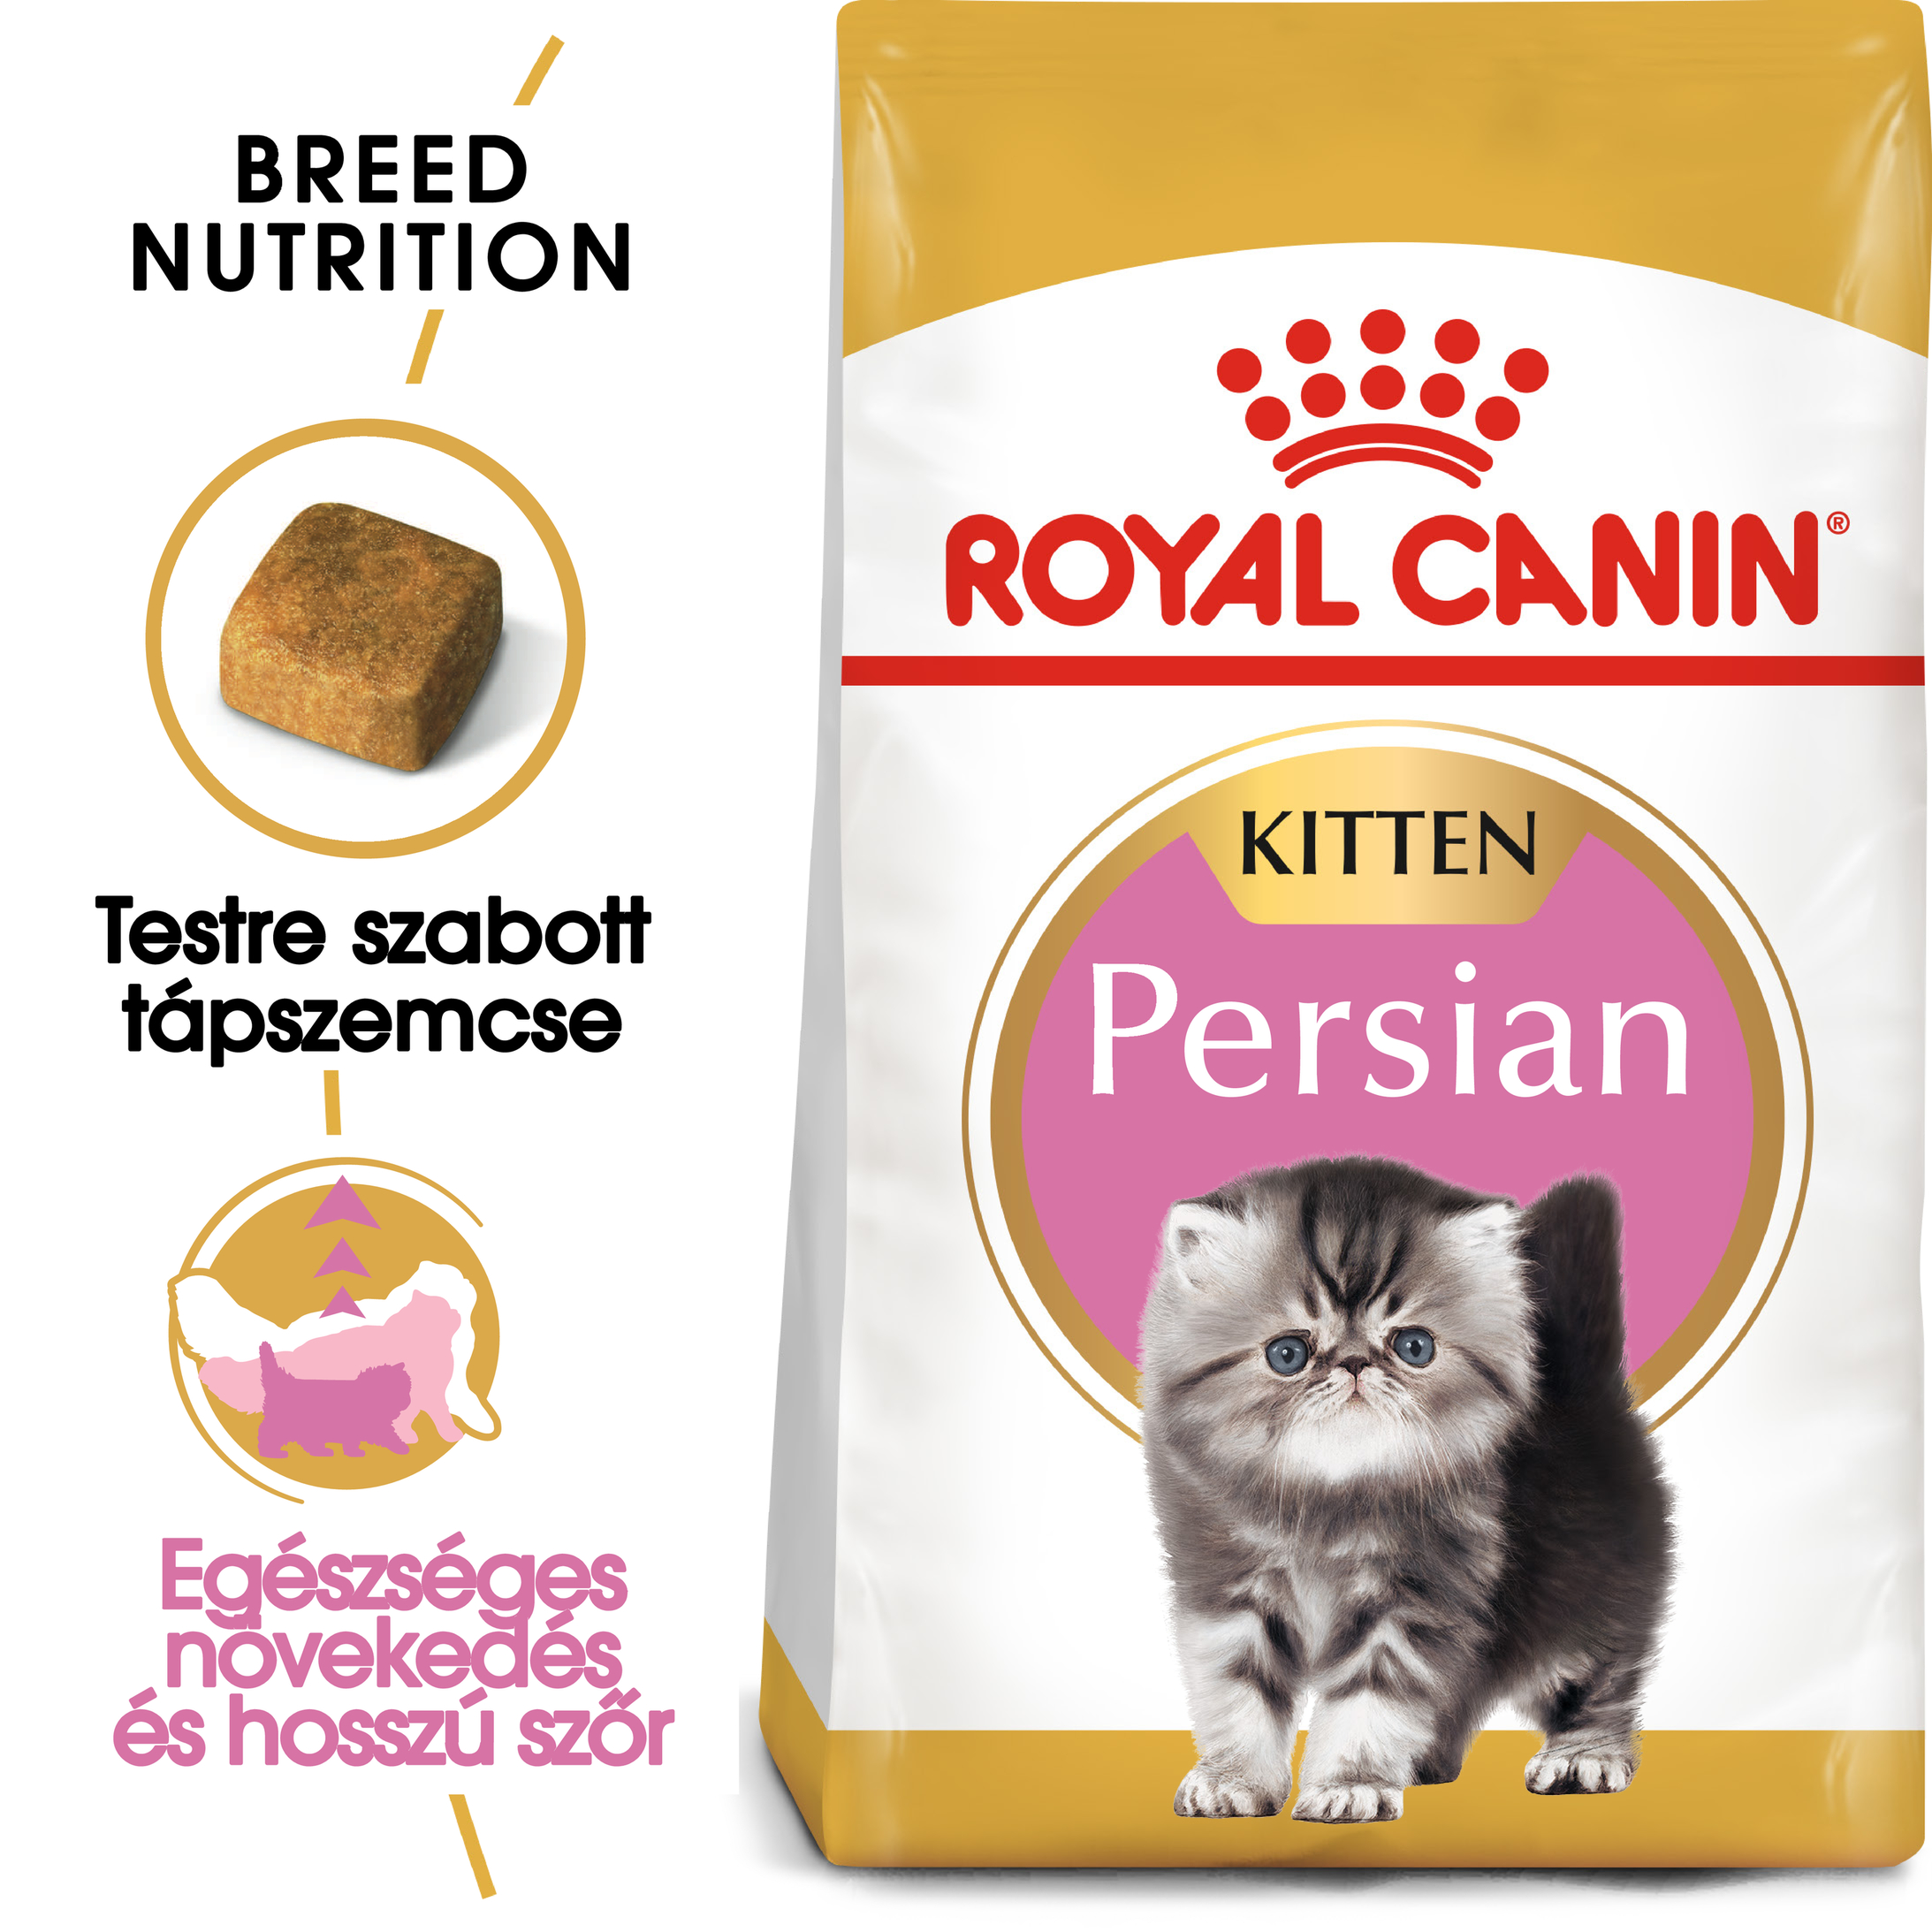 BREED
NUTRITION
Testre szabott
tápszemcse
Egészséges
növekedés
és hosszú szőr
ROYAL CANIN®
KITTEN
Persian